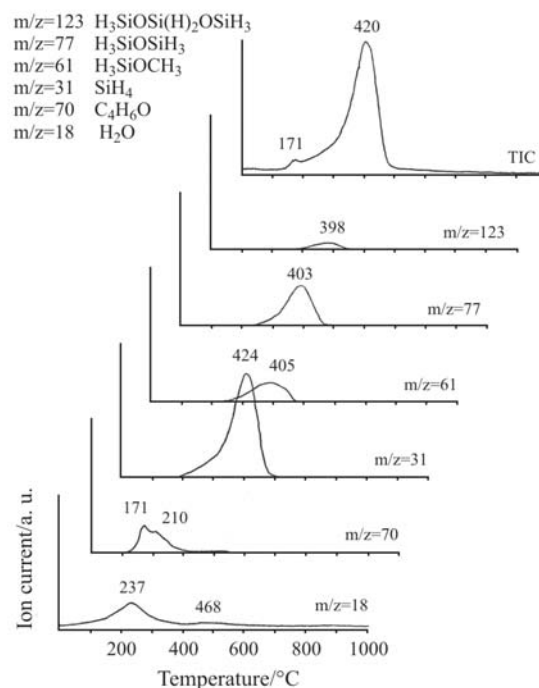 m/z=123 H₃SiOSi(H)₂OSiH₃
m/z=77 H₃SiOSiH₃
m/z=61 H₃SiOCH₃
m/z=31 SiH₄
m/z=70 C₄H₆O
m/z=18 H₂O
420
171
TIC
398
m/z=123
403
m/z=77
424
405
m/z=61
m/z=31
171
210
m/z=70
237
468
m/z=18
Ion current/a. u.
200
400
600
800
1000
Temperature/°C